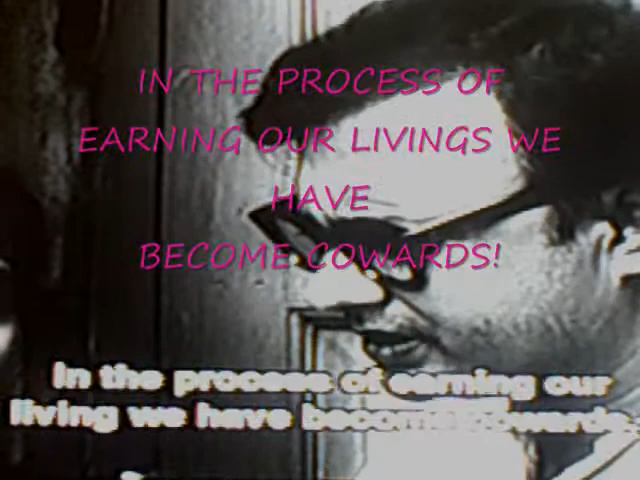 IN THE PROCESS OF
EARNING OUR LIVINGS WE
HAVE
BECOME COWARDS!
In the process of earning our
living we have become cowards.